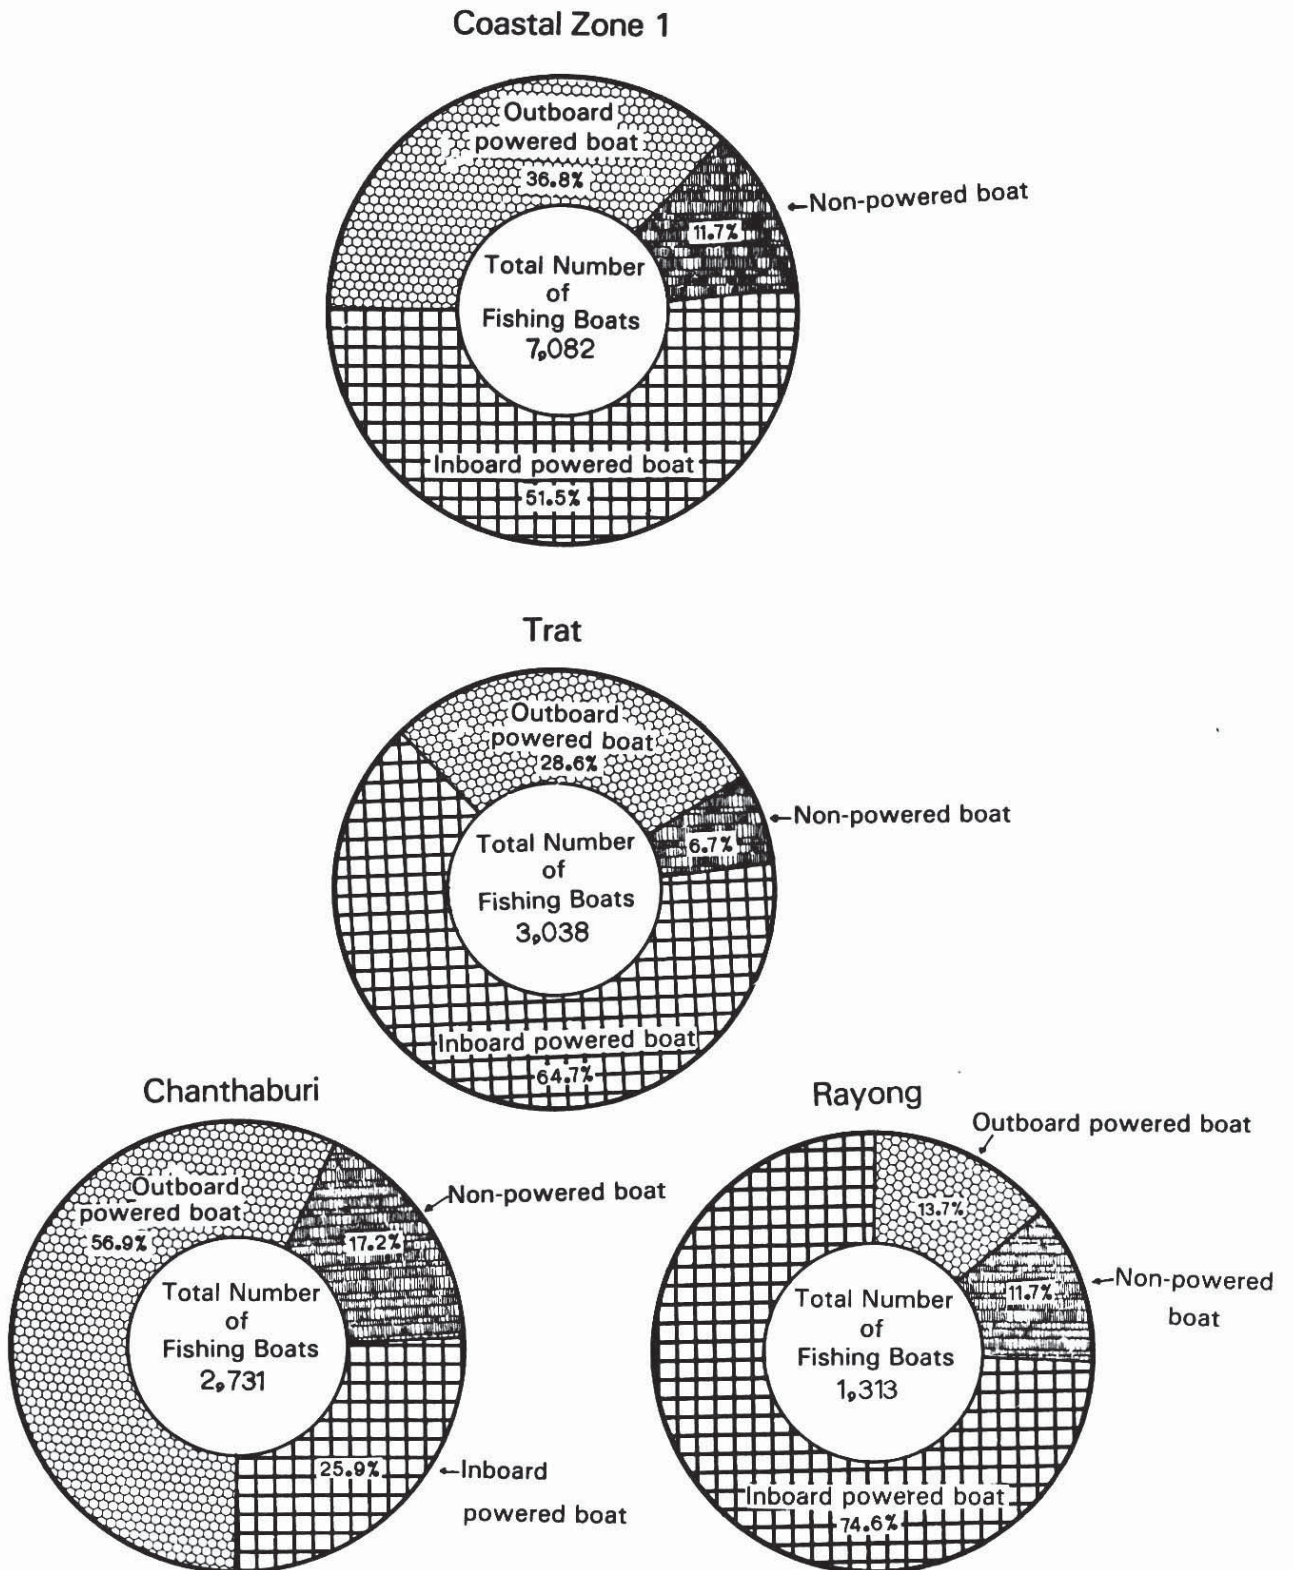 Coastal Zone 1
Outboard
powered boat
36.8%
Non-powered boat
11.7%
Total Number
of
Fishing Boats
7,082
Inboard powered boat
51.5%
Trat
Outboard
powered boat
28.6%
Non-powered boat
6.7%
Total Number
of
Fishing Boats
3,038
Inboard powered boat
64.7%
Chanthaburi
Outboard
powered boat
56.9%
Non-powered boat
17.2%
Total Number
of
Fishing Boats
2,731
25.9%
Inboard
powered boat
Rayong
Outboard powered boat
13.7%
Non-powered
boat
11.7%
Total Number
of
Fishing Boats
1,313
Inboard powered boat
74.6%